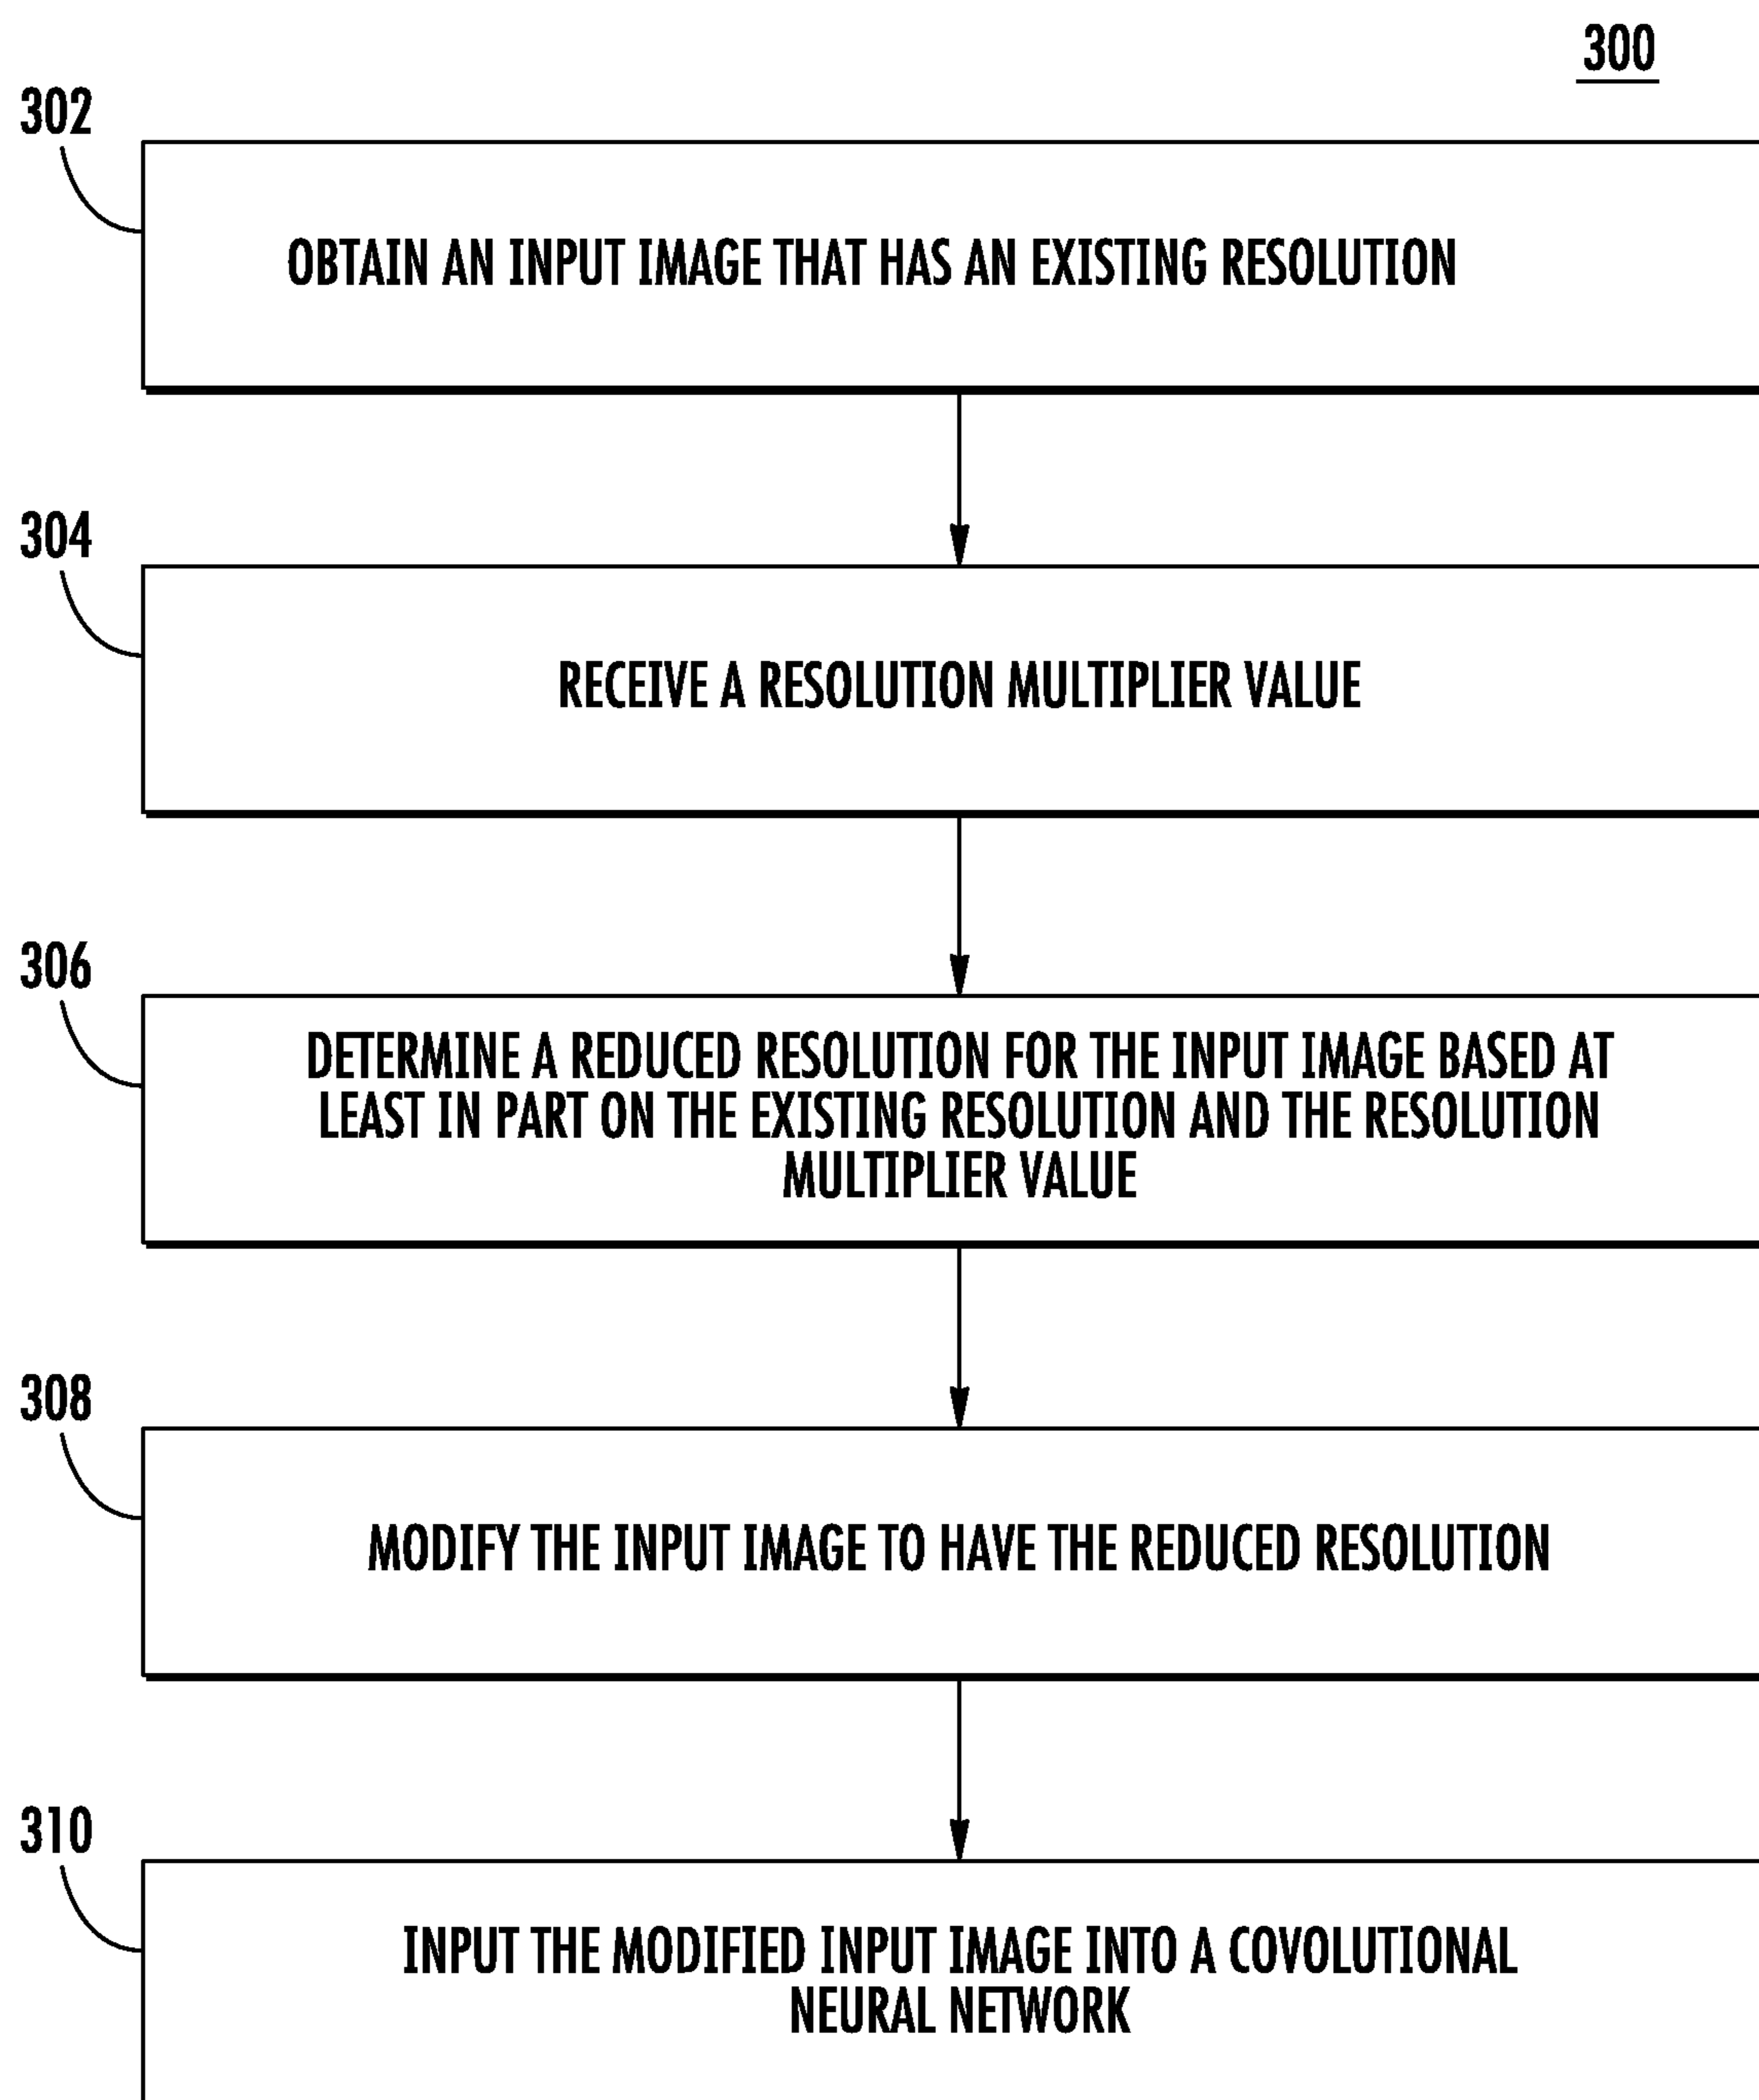 300
302
OBTAIN AN INPUT IMAGE THAT HAS AN EXISTING RESOLUTION
304
RECEIVE A RESOLUTION MULTIPLIER VALUE
306
DETERMINE A REDUCED RESOLUTION FOR THE INPUT IMAGE BASED AT
LEAST IN PART ON THE EXISTING RESOLUTION AND THE RESOLUTION
MULTIPLIER VALUE
308
MODIFY THE INPUT IMAGE TO HAVE THE REDUCED RESOLUTION
310
INPUT THE MODIFIED INPUT IMAGE INTO A COVOLUTIONAL
NEURAL NETWORK